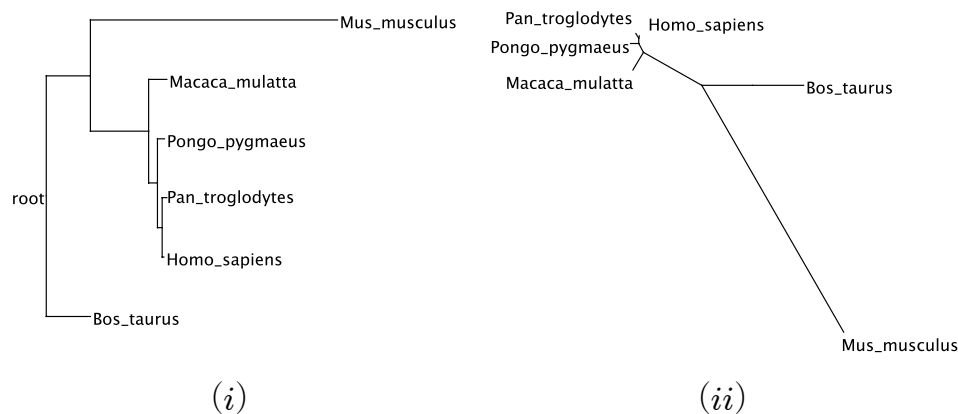 Mus_musculus
Macaca_mulatta
Pongo_pygmaeus
Pan_troglodytes
root
Homo_sapiens
Bos_taurus
(i)
Pan_troglodytes
Homo_sapiens
Pongo_pygmaeus
Macaca_mulatta
Bos_taurus
Mus_musculus
(ii)